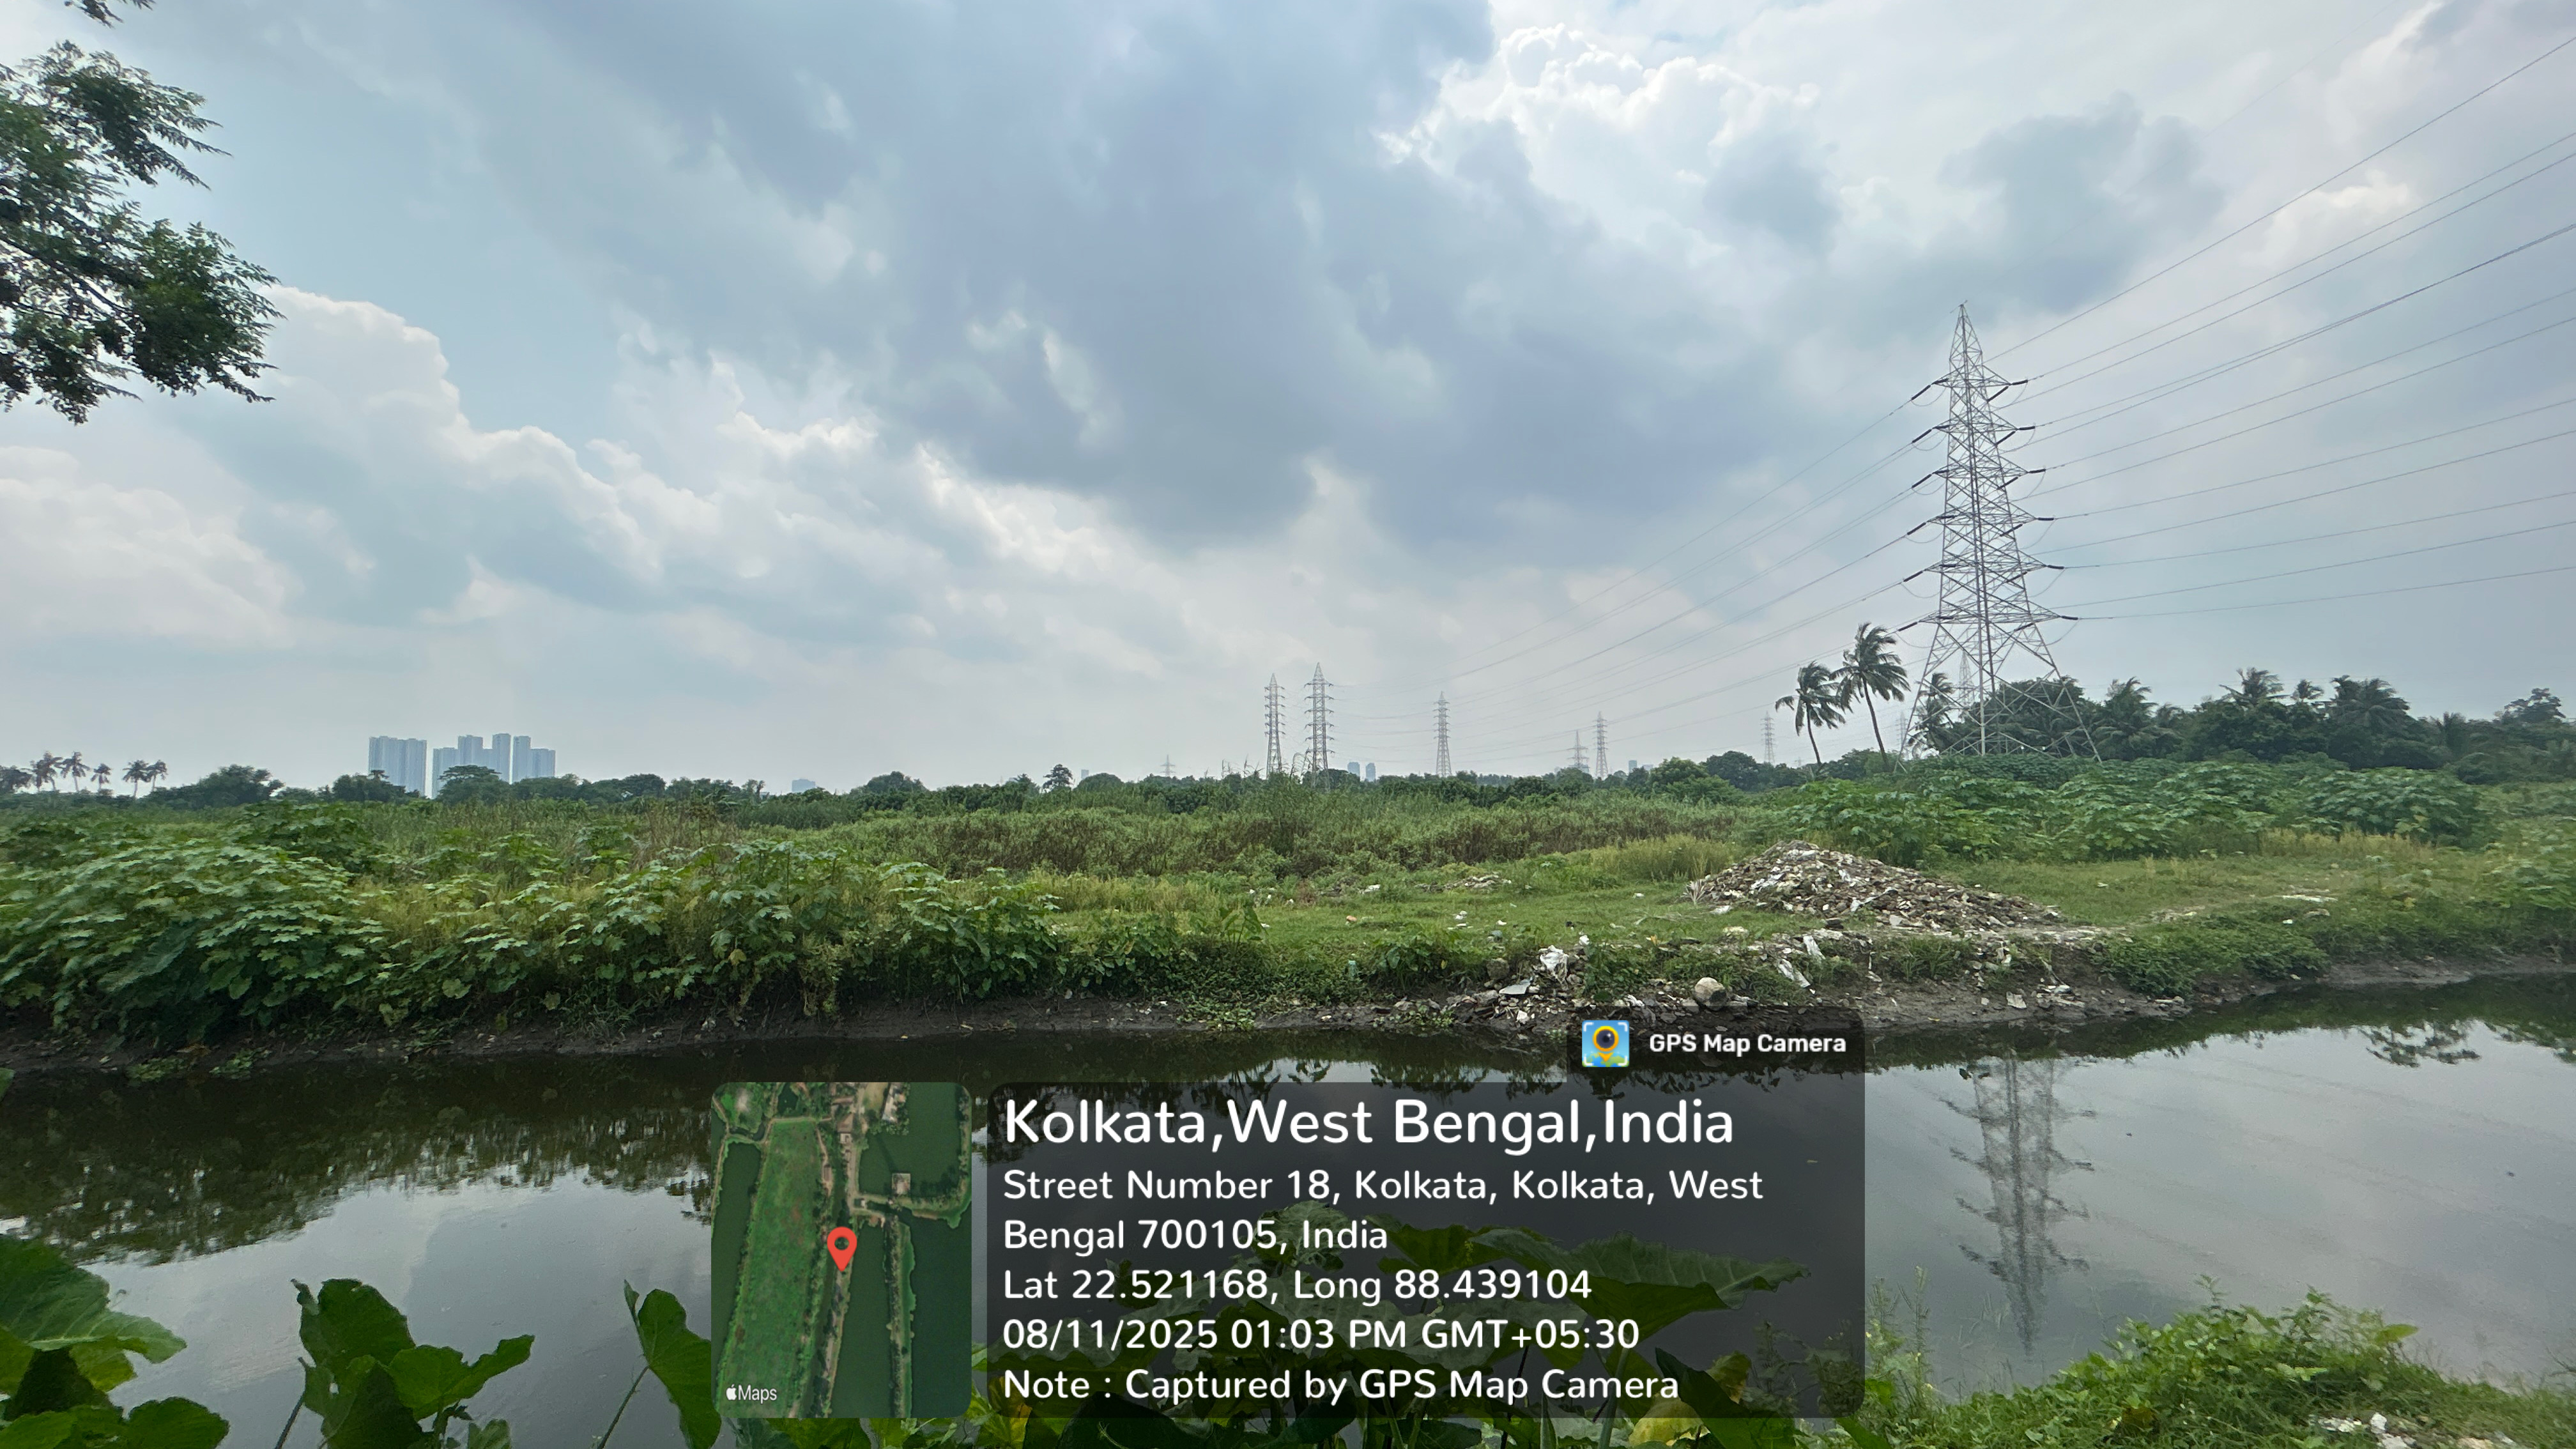 GPS Map Camera
Kolkata,West Bengal,India
Street Number 18, Kolkata, Kolkata, West
Bengal 700105, India
Lat 22.521168, Long 88.439104
08/11/2025 01:03 PM GMT+05:30
Note : Captured by GPS Map Camera
Maps